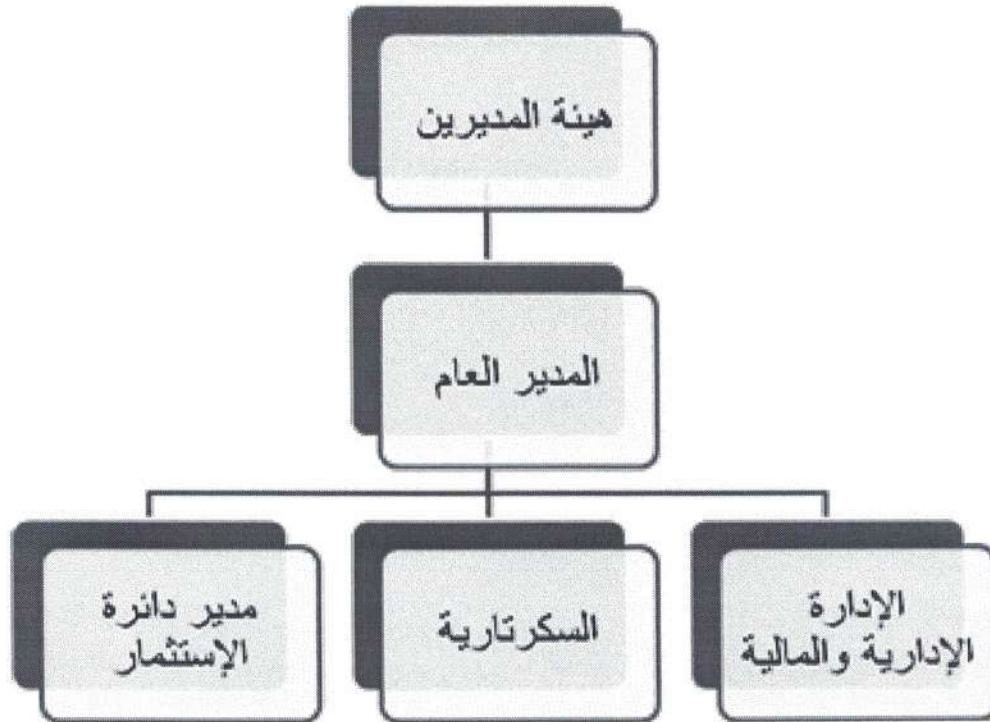 هيئة المديرين
المدير العام
الإدارة
الإدارية والمالية
السكرتارية
مدير دائرة
الإستثمار